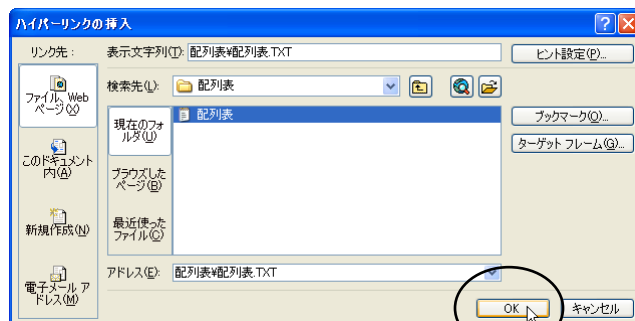 ハイパーリンクの挿入
リンク先：
表示文字列(T): 配列表¥配列表.TXT
ヒント設定(P)...
ファイル、Web
ページ(X)
検索先(L): 配列表
現在のフォ
ルダ(U)
配列表
ブックマーク(O)...
ターゲット フレーム(G)...
このドキュメント
内(A)
ブラウズした
ページ(B)
新規作成(N)
最近使った
ファイル(C)
電子メール ア
ドレス(M)
アドレス(E): 配列表¥配列表.TXT
OK
キャンセル